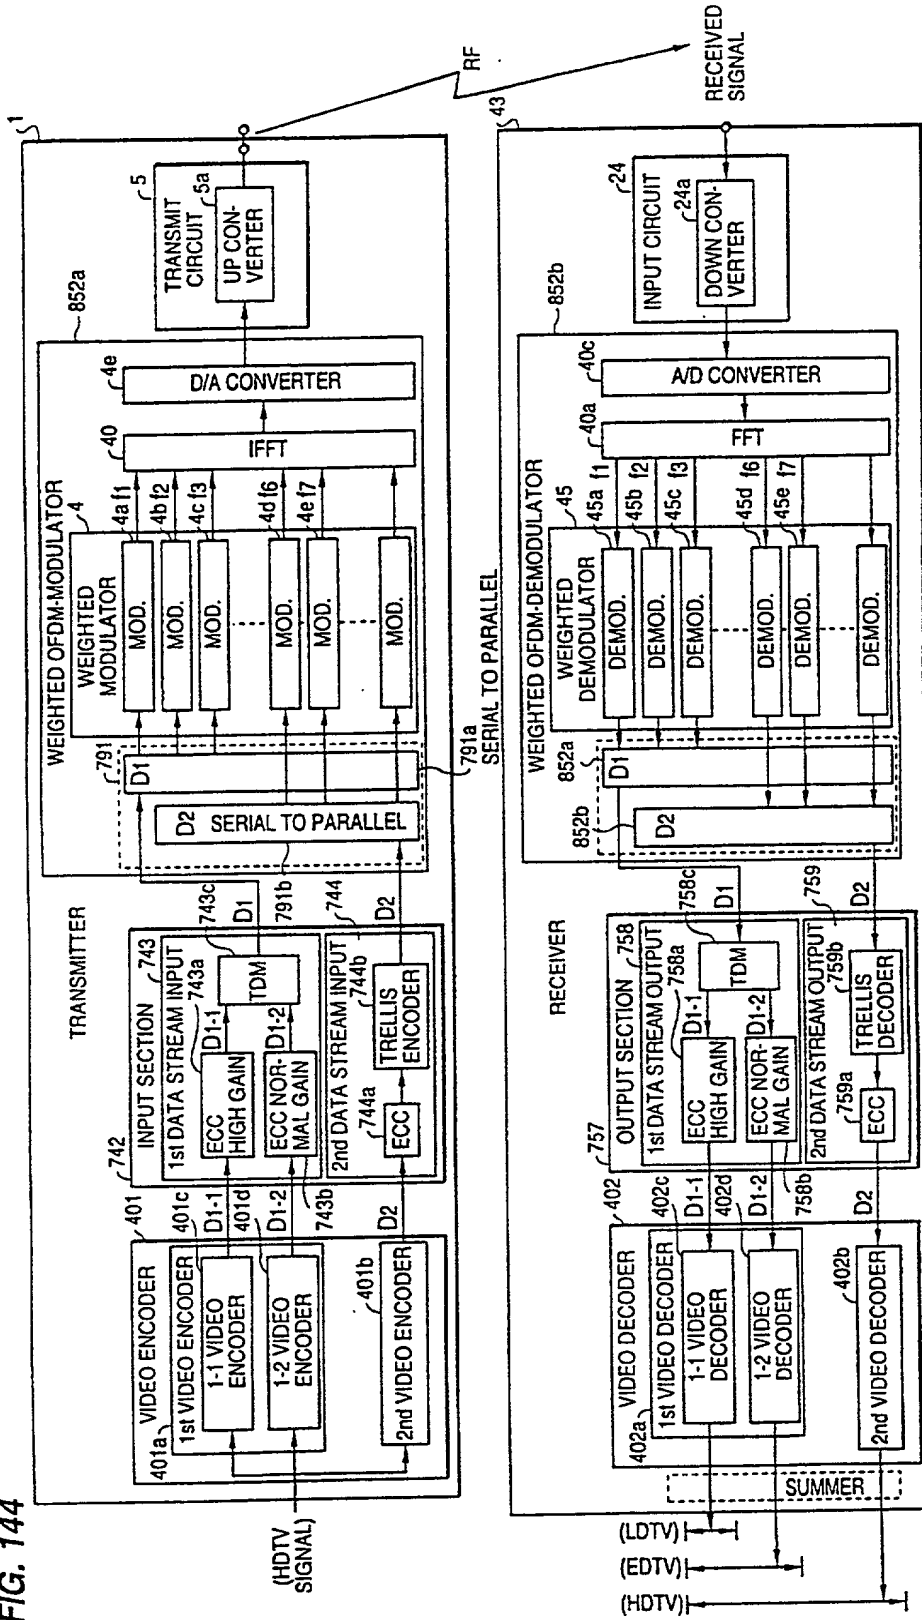 FIG. 144
TRANSMITTER
1
(HDTV
SIGNAL)
401
VIDEO ENCODER
401a
1st VIDEO ENCODER
401c
1-1 VIDEO
ENCODER
401d
1-2 VIDEO
ENCODER
401b
2nd VIDEO ENCODER
D1-1
D1-2
D2
742
INPUT SECTION
743
1st DATA STREAM INPUT
743a
ECC
HIGH GAIN
743b
ECC NOR-
MAL GAIN
D1-1
D1-2
743c
TDM
D1
744
2nd DATA STREAM INPUT
744a
ECC
744b
TRELLIS
ENCODER
D2
852a
WEIGHTED OFDM-MODULATOR
791
D1
791a
SERIAL TO PARALLEL
791b
D2 SERIAL TO PARALLEL
4
WEIGHTED
MODULATOR
MOD.
MOD.
MOD.
MOD.
MOD.
MOD.
4a f1
4b f2
4c f3
4d f6
4e f7
40
IFFT
4e
D/A CONVERTER
5
TRANSMIT
CIRCUIT
5a
UP CON-
VERTER
RF
RECEIVED
SIGNAL
RECEIVER
43
24
INPUT CIRCUIT
24a
DOWN CON-
VERTER
852b
WEIGHTED OFDM-DEMODULATOR
40c
A/D CONVERTER
40a
FFT
45
WEIGHTED
DEMODULATOR
45a f1
45b f2
45c f3
45d f6
45e f7
DEMOD.
DEMOD.
DEMOD.
DEMOD.
DEMOD.
DEMOD.
852a
D1
852b
D2
757
OUTPUT SECTION
758
1st DATA STREAM OUTPUT
758a
ECC
HIGH GAIN
758b
ECC NOR-
MAL GAIN
D1-1
D1-2
758c
TDM
D1
759
2nd DATA STREAM OUTPUT
759a
ECC
759b
TRELLIS
DECODER
D2
D1-1
D1-2
D2
402
VIDEO DECODER
402a
1st VIDEO DECODER
402c
1-1 VIDEO
DECODER
402d
1-2 VIDEO
DECODER
402b
2nd VIDEO DECODER
SUMMER
(LDTV)
(EDTV)
(HDTV)